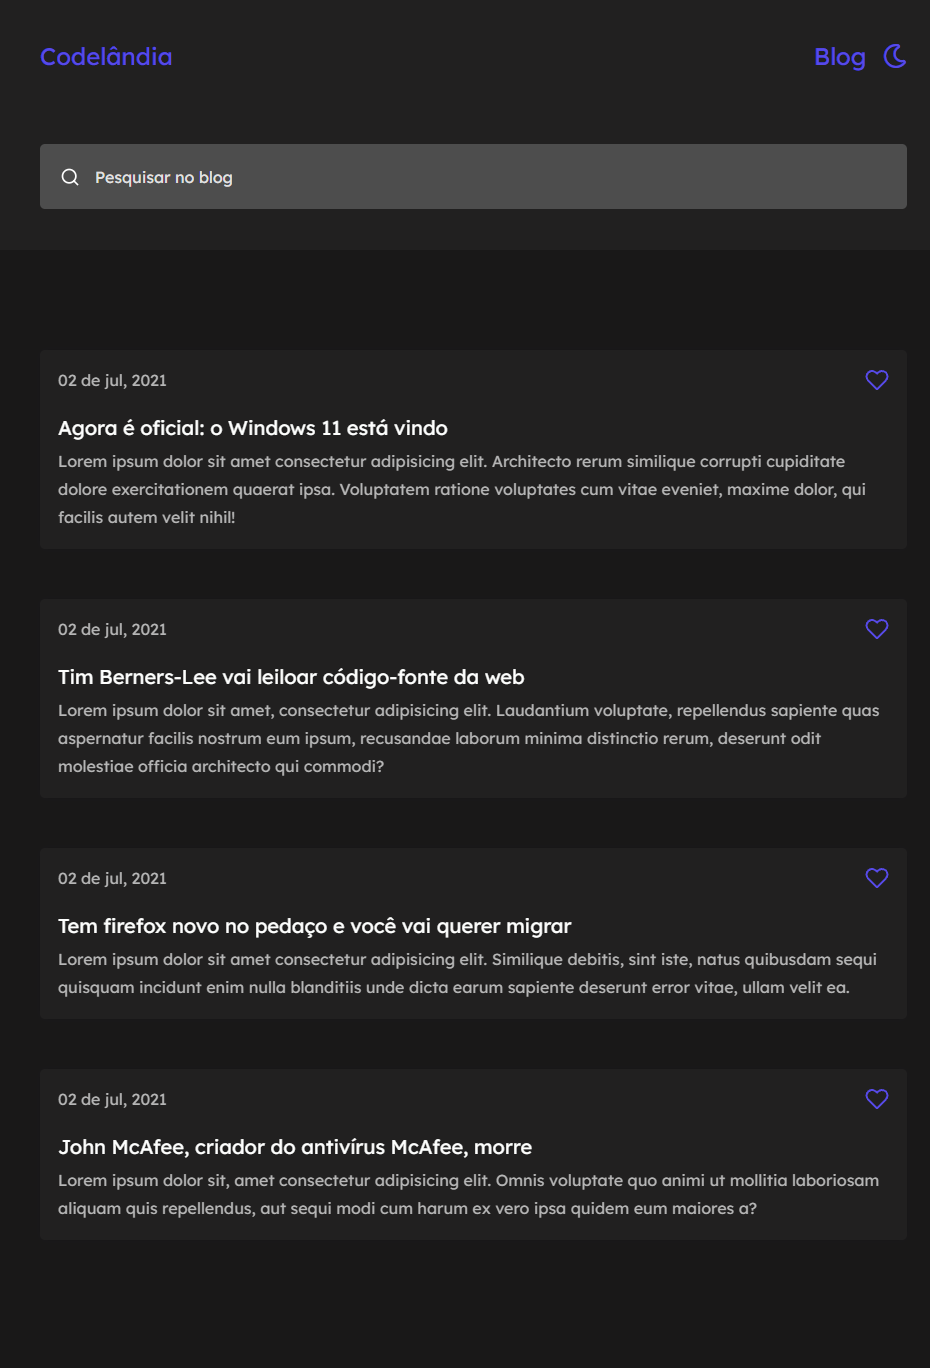 Codelândia
Blog
Pesquisar no blog
02 de jul, 2021
Agora é oficial: o Windows 11 está vindo
Lorem ipsum dolor sit amet consectetur adipisicing elit. Architecto rerum similique corrupti cupiditate
dolore exercitationem quaerat ipsa. Voluptatem ratione voluptates cum vitae eveniet, maxime dolor, qui
facilis autem velit nihil!
02 de jul, 2021
Tim Berners-Lee vai leiloar código-fonte da web
Lorem ipsum dolor sit amet, consectetur adipisicing elit. Laudantium voluptate, repellendus sapiente quas
aspernatur facilis nostrum eum ipsum, recusandae laborum minima distinctio rerum, deserunt odit
molestiae officia architecto qui commodi?
02 de jul, 2021
Tem firefox novo no pedaço e você vai querer migrar
Lorem ipsum dolor sit amet consectetur adipisicing elit. Similique debitis, sint iste, natus quibusdam sequi
quisquam incidunt enim nulla blanditiis unde dicta earum sapiente deserunt error vitae, ullam velit ea.
02 de jul, 2021
John McAfee, criador do antivírus McAfee, morre
Lorem ipsum dolor sit, amet consectetur adipisicing elit. Omnis voluptate quo animi ut mollitia laboriosam
aliquam quis repellendus, aut sequi modi cum harum ex vero ipsa quidem eum maiores a?